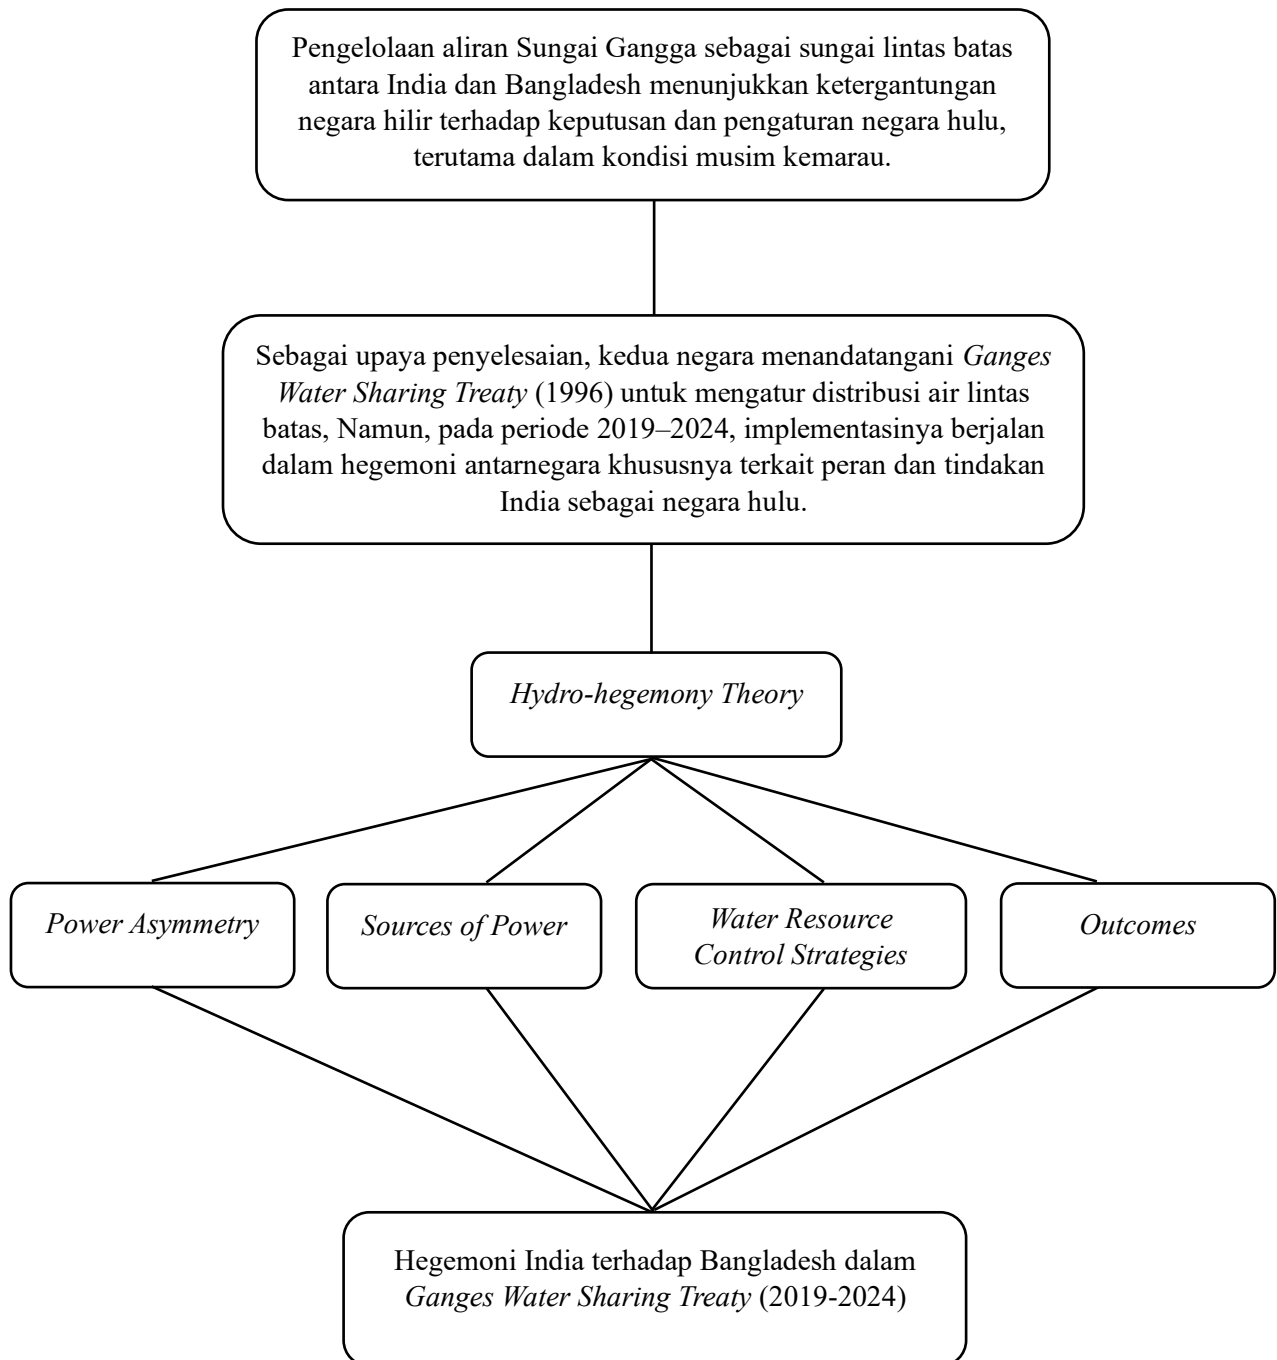 Pengelolaan aliran Sungai Gangga sebagai sungai lintas batas
antara India dan Bangladesh menunjukkan ketergantungan
negara hilir terhadap keputusan dan pengaturan negara hulu,
terutama dalam kondisi musim kemarau.
Sebagai upaya penyelesaian, kedua negara menandatangani Ganges
Water Sharing Treaty (1996) untuk mengatur distribusi air lintas
batas, Namun, pada periode 2019–2024, implementasinya berjalan
dalam hegemoni antarnegara khususnya terkait peran dan tindakan
India sebagai negara hulu.
Hydro-hegemony Theory
Power Asymmetry
Sources of Power
Water Resource
Control Strategies
Outcomes
Hegemoni India terhadap Bangladesh dalam
Ganges Water Sharing Treaty (2019-2024)